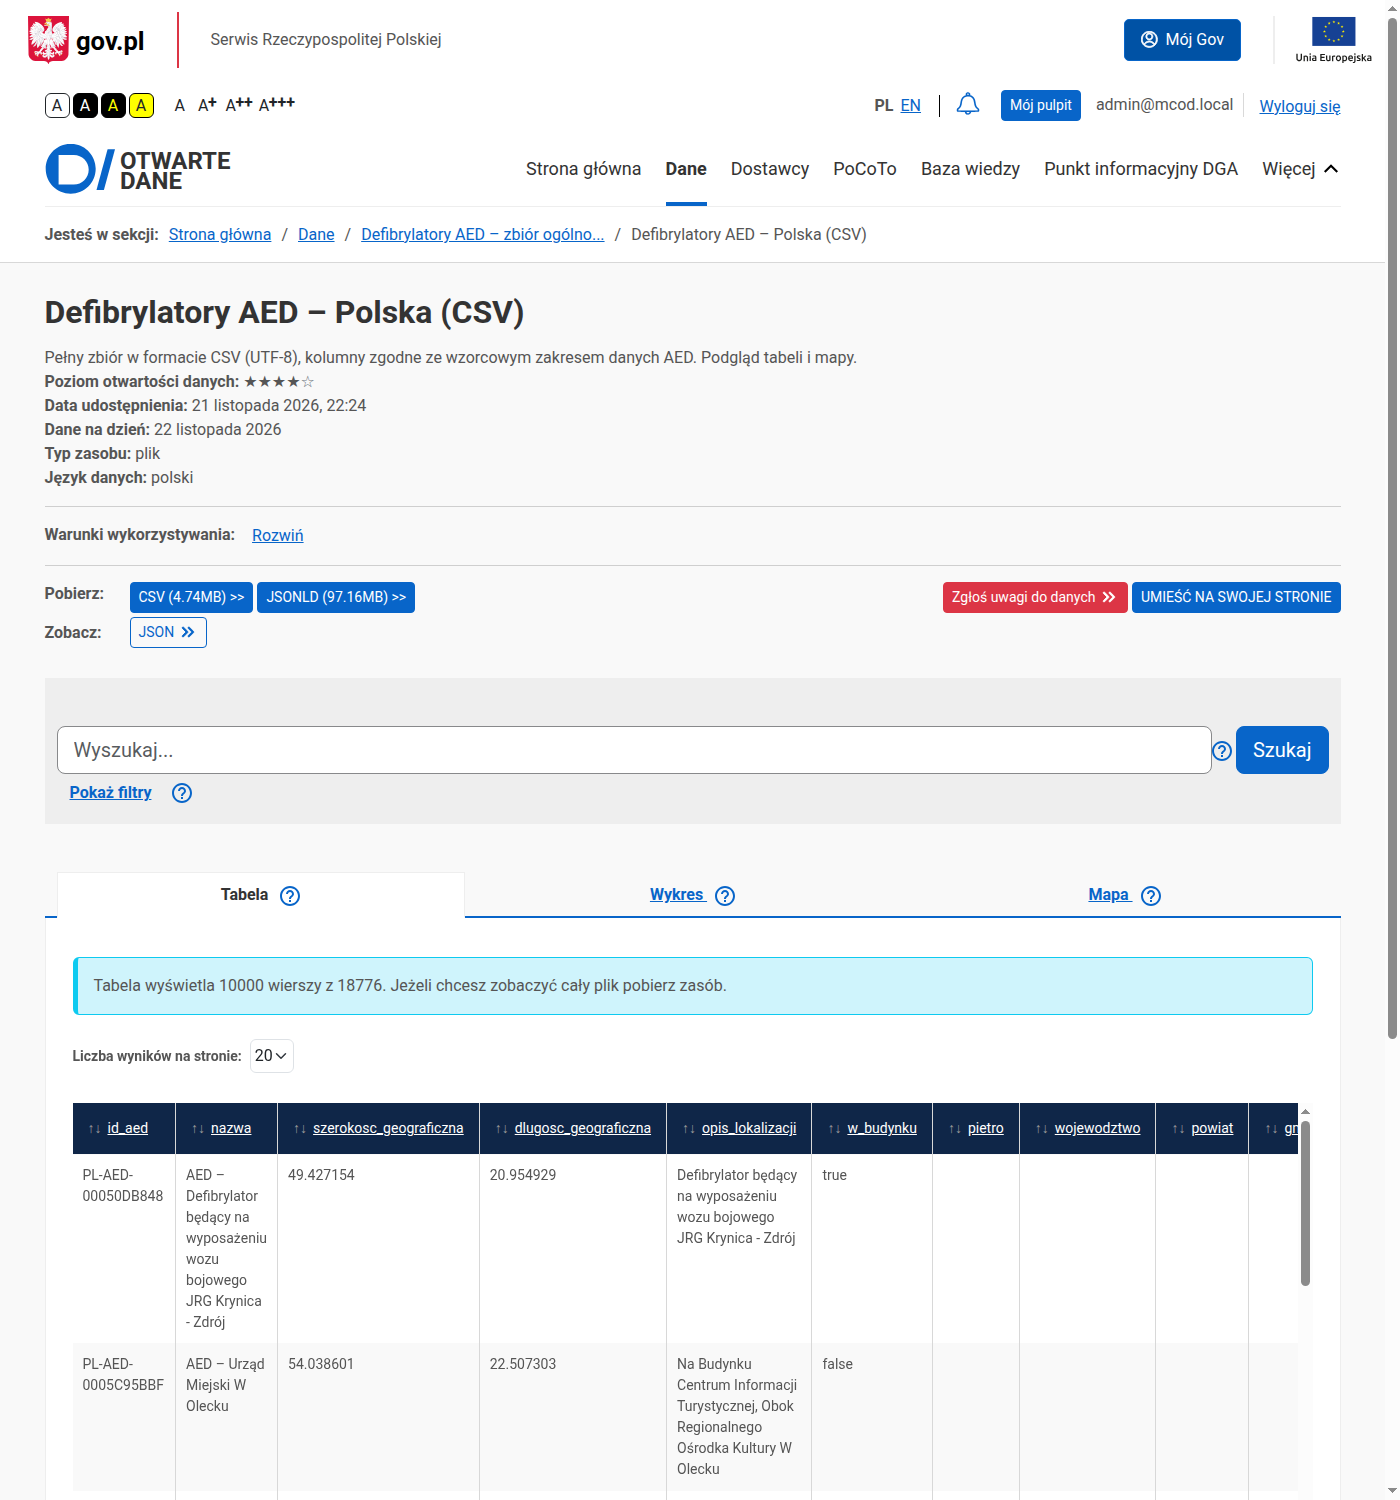 gov.pl
Serwis Rzeczypospolitej Polskiej
Mój Gov
Unia Europejska
A A A A A A+ A++ A+++
PL EN
Mój pulpit
admin@mcod.local
Wyloguj się
OTWARTE
DANE
Strona główna Dane Dostawcy PoCoTo Baza wiedzy Punkt informacyjny DGA Więcej
Jesteś w sekcji: Strona główna / Dane / Defibrylatory AED – zbiór ogólno... / Defibrylatory AED – Polska (CSV)
Defibrylatory AED – Polska (CSV)
Pełny zbiór w formacie CSV (UTF-8), kolumny zgodne ze wzorcowym zakresem danych AED. Podgląd tabeli i mapy.
Poziom otwartości danych: ★★★★☆
Data udostępnienia: 21 listopada 2026, 22:24
Dane na dzień: 22 listopada 2026
Typ zasobu: plik
Język danych: polski
Warunki wykorzystywania: Rozwiń
Pobierz: CSV (4.74MB) >> JSONLD (97.16MB) >>
Zgłoś uwagi do danych UMIEŚĆ NA SWOJEJ STRONIE
Zobacz: JSON
Wyszukaj... ? Szukaj
Pokaż filtry ?
Tabela ? Wykres ? Mapa ?
Tabela wyświetla 10000 wierszy z 18776. Jeżeli chcesz zobaczyć cały plik pobierz zasób.
Liczba wyników na stronie: 20
↑↓ id_aed ↑↓ nazwa ↑↓ szerokosc_geograficzna ↑↓ dlugosc_geograficzna ↑↓ opis_lokalizacji ↑↓ w_budynku ↑↓ pietro ↑↓ wojewodztwo ↑↓ powiat ↑↓ gn
PL-AED-
00050DB848
AED –
Defibrylator
będący na
wyposażeniu
wozu
bojowego
JRG Krynica
- Zdrój
49.427154
20.954929
Defibrylator będący
na wyposażeniu
wozu bojowego
JRG Krynica - Zdrój
true
PL-AED-
0005C95BBF
AED – Urząd
Miejski W
Olecku
54.038601
22.507303
Na Budynku
Centrum Informacji
Turystycznej, Obok
Regionalnego
Ośrodka Kultury W
Olecku
false